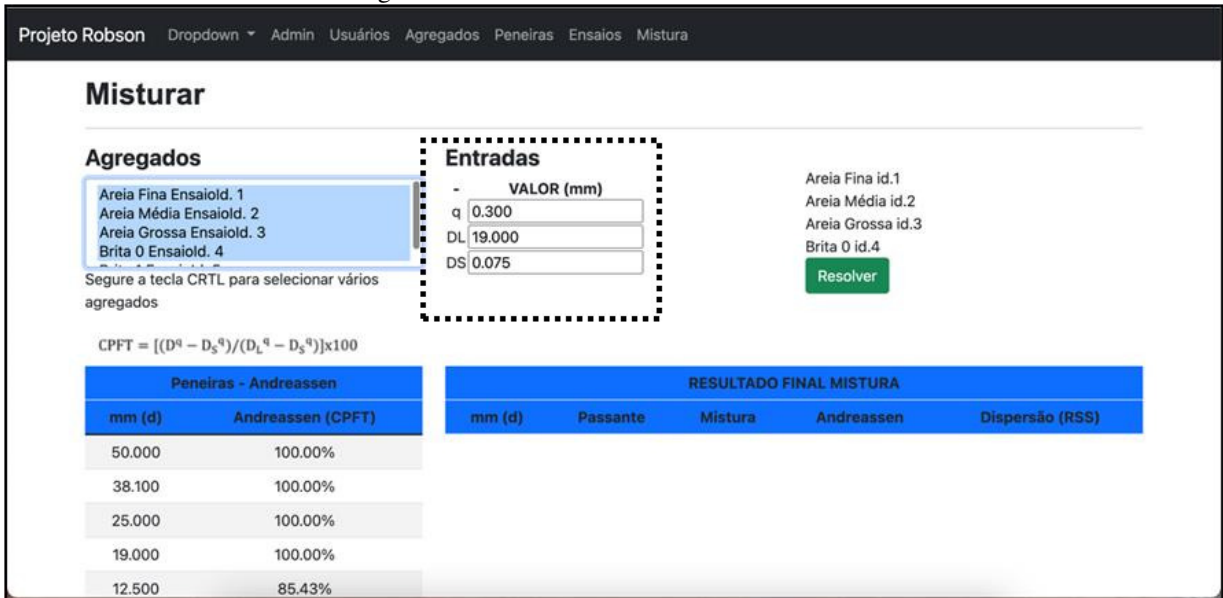 Projeto Robson Dropdown Admin Usuários Agregados Peneiras Ensaios Mistura
Misturar
Agregados
Areia Fina EnsaioId. 1
Areia Média EnsaioId. 2
Areia Grossa EnsaioId. 3
Brita 0 EnsaioId. 4
Segure a tecla CRTL para selecionar vários
agregados
Entradas
- VALOR (mm)
q 0.300
DL 19.000
DS 0.075
Areia Fina id.1
Areia Média id.2
Areia Grossa id.3
Brita 0 id.4
Resolver
CPFT = [(D^q − D_S^q)/(D_L^q − D_S^q)]x100
Peneiras - Andreassen
mm (d) Andreassen (CPFT)
50.000 100.00%
38.100 100.00%
25.000 100.00%
19.000 100.00%
12.500 85.43%
RESULTADO FINAL MISTURA
mm (d) Passante Mistura Andreassen Dispersão (RSS)